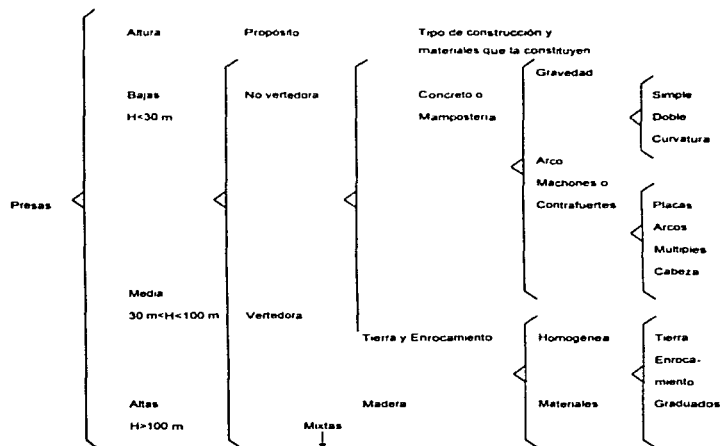 Altura
Propósito
Tipo de construcción y
materiales que la constituyen
Gravedad
Bajas
H<30 m
No vertedora
Concreto o
Mampostería
Simple
Doble
Curvatura
Arco
Machones o
Contrafuertes
Presas
Placas
Arcos
Multiples
Cabeza
Media
30 m<H<100 m
Vertedora
Tierra y Enrocamiento
Homogénea
Tierra
Enroca-
miento
Graduados
Altas
H>100 m
Madera
Materiales
Mixtas